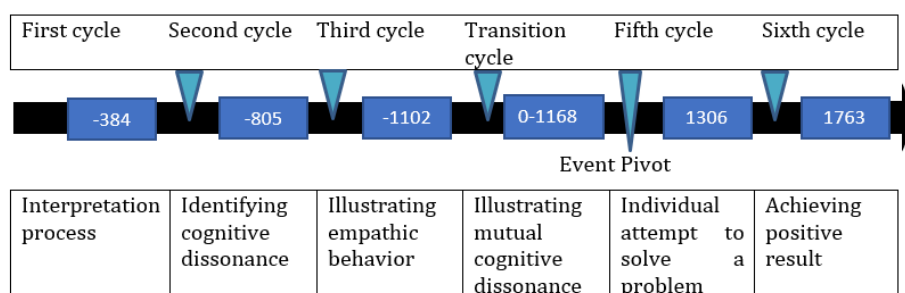 First cycle
Second cycle
Third cycle
Transition
cycle
Fifth cycle
Sixth cycle
-384
-805
-1102
0-1168
1306
1763
Event Pivot
Interpretation
process
Identifying
cognitive
dissonance
Illustrating
empathic
behavior
Illustrating
mutual
cognitive
dissonance
Individual
attempt to
solve a
problem
Achieving
positive
result